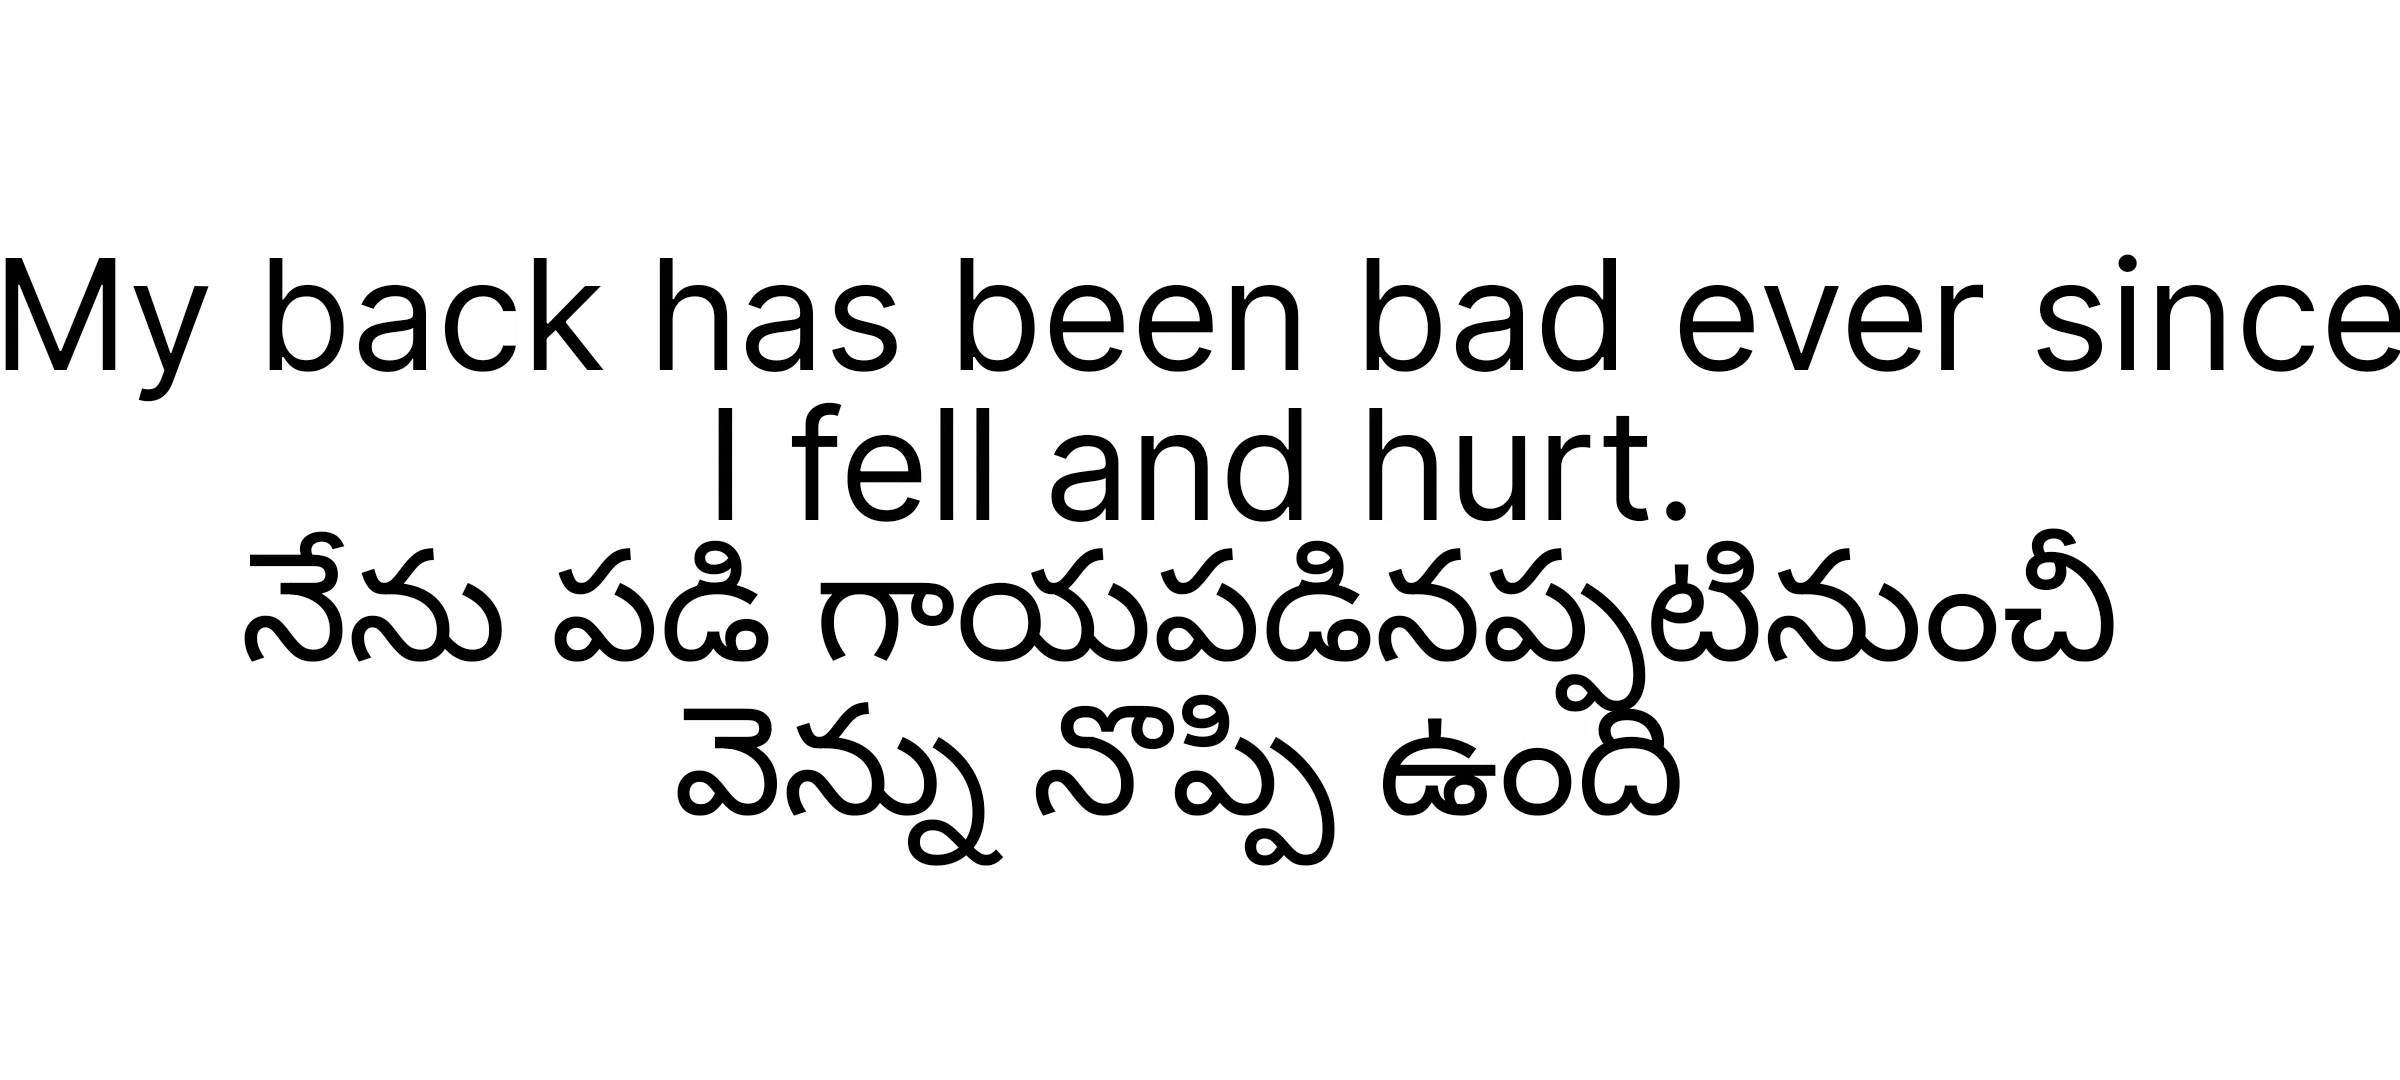 My back has been bad ever since
I fell and hurt.
నేను పడి గాయపడినప్పటినుంచీ
వెన్ను నొప్పి ఉంది